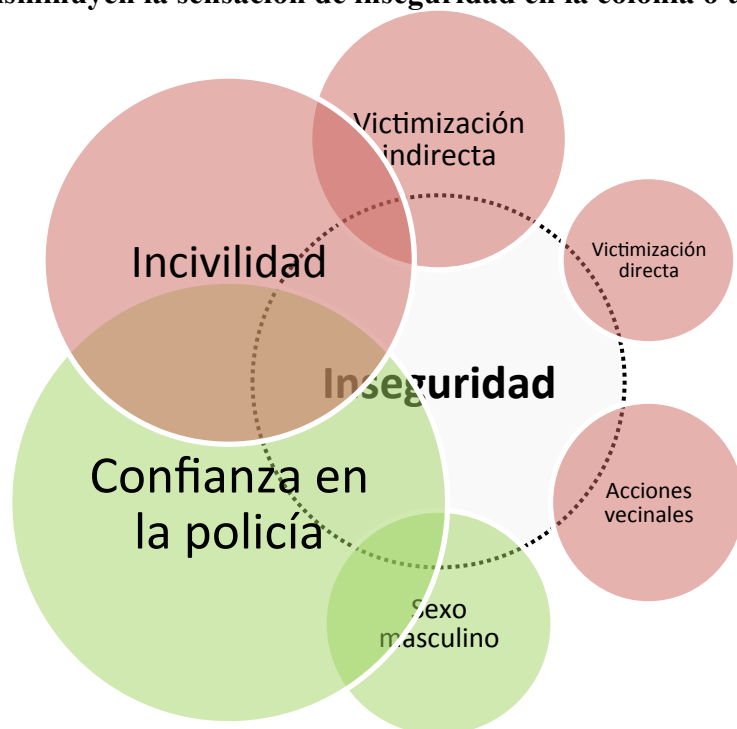 disminuyen la sensación de inseguridad en la colonia o
Victimización
indirecta
Incivilidad
Victimización
directa
Inseguridad
Confianza en
la policía
Acciones
vecinales
Sexo
masculino